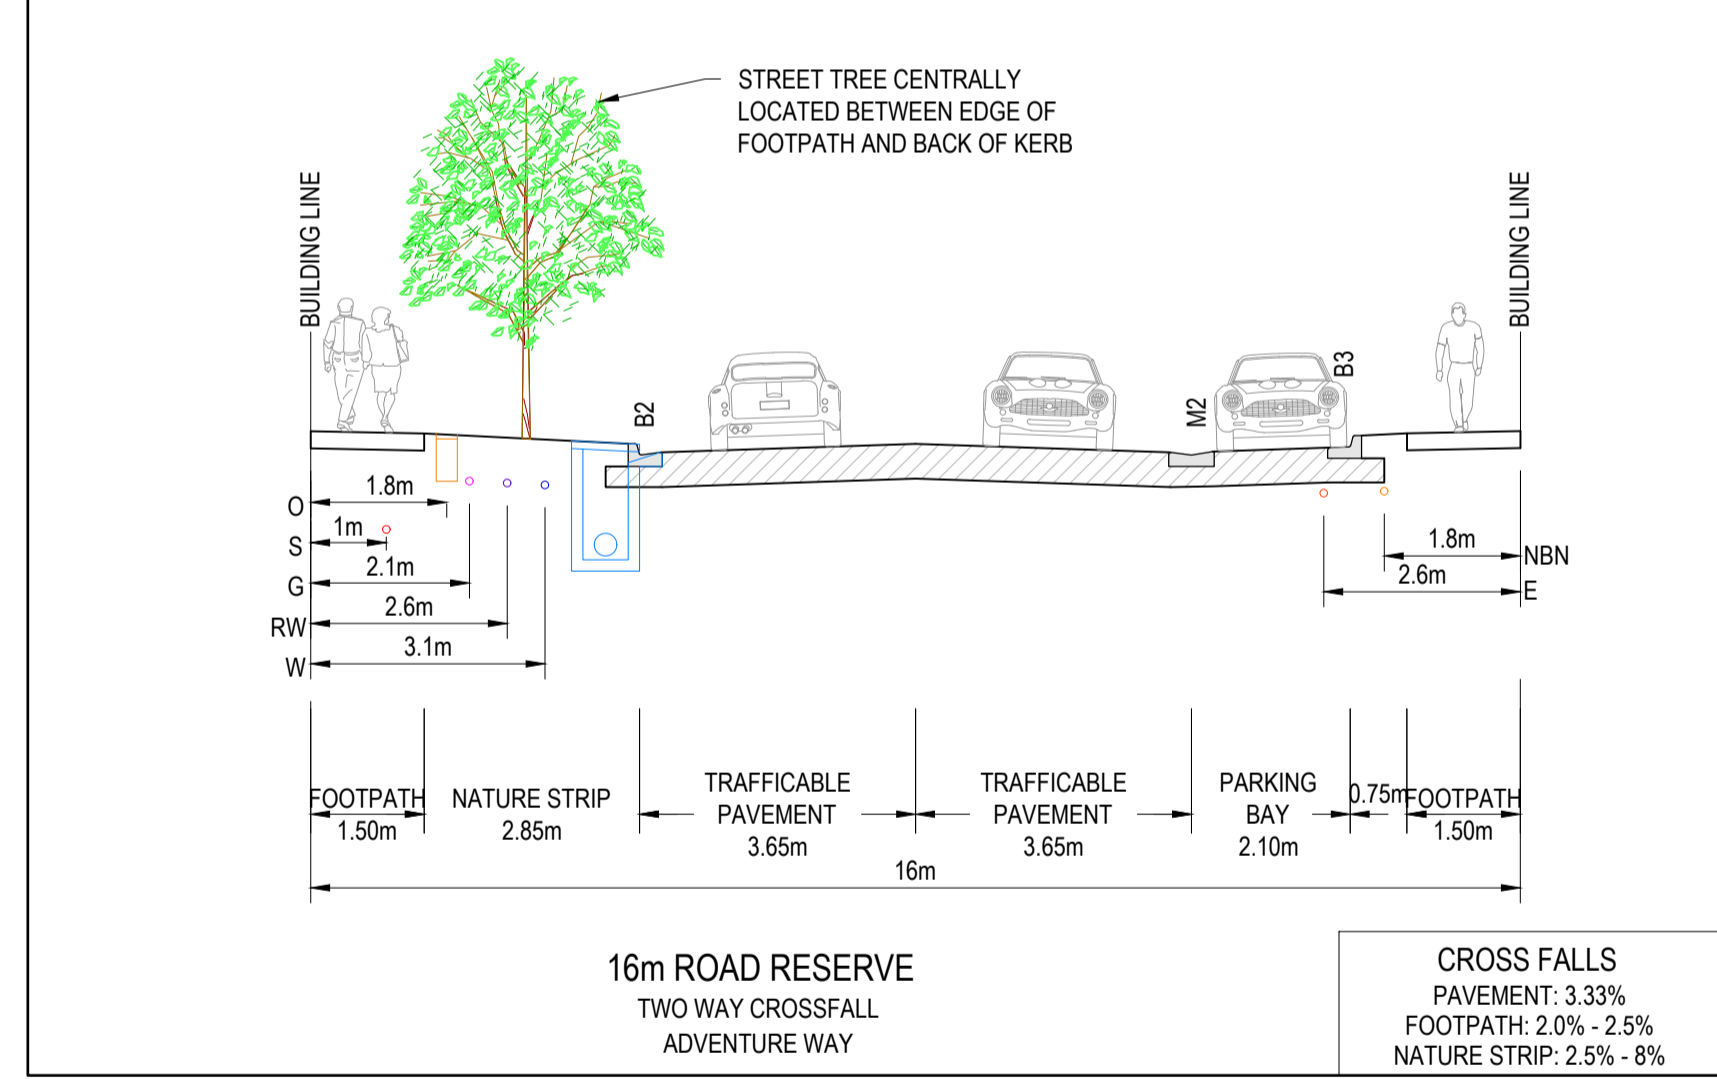 STREET TREE CENTRALLY
LOCATED BETWEEN EDGE OF
FOOTPATH AND BACK OF KERB
BUILDING LINE
BUILDING LINE
B2
M2
B3
O
1.8m
S
1m
G
2.1m
RW
2.6m
W
3.1m
1.8m
NBN
2.6m
E
FOOTPATH
1.50m
NATURE STRIP
2.85m
TRAFFICABLE
PAVEMENT
3.65m
TRAFFICABLE
PAVEMENT
3.65m
PARKING
BAY
2.10m
0.75m
FOOTPATH
1.50m
16m
16m ROAD RESERVE
TWO WAY CROSSFALL
ADVENTURE WAY
CROSS FALLS
PAVEMENT: 3.33%
FOOTPATH: 2.0% - 2.5%
NATURE STRIP: 2.5% - 8%